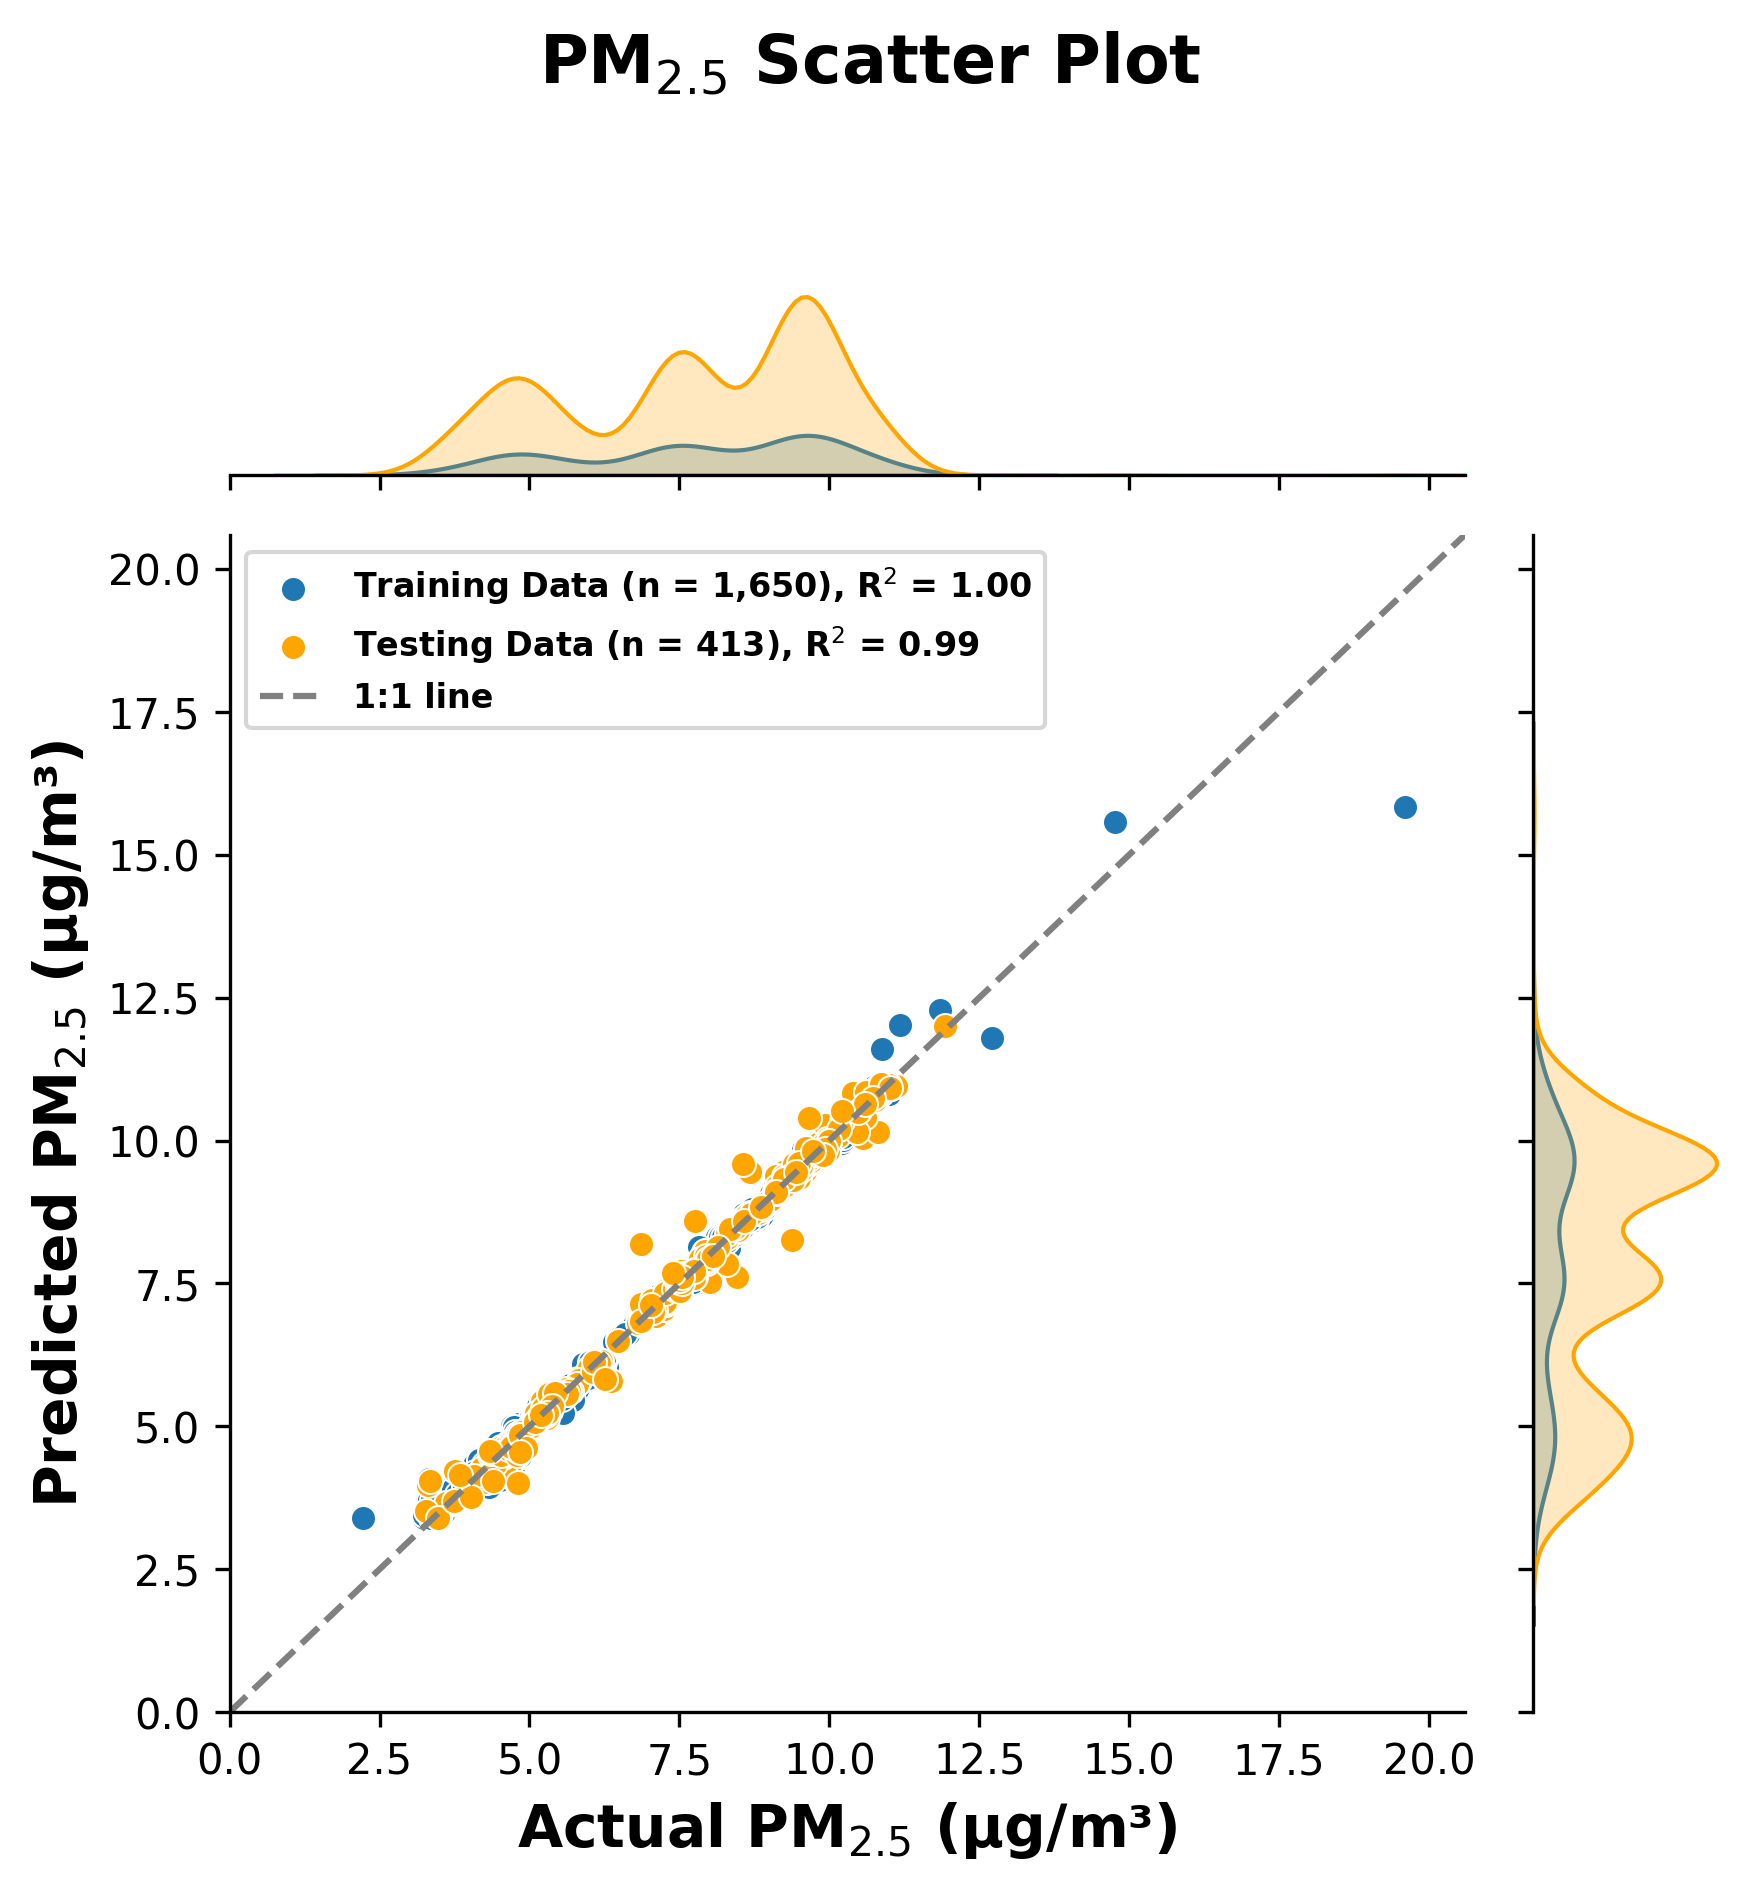 PM2.5 Scatter Plot
Training Data (n = 1,650), R² = 1.00
Testing Data (n = 413), R² = 0.99
1:1 line
Predicted PM2.5 (µg/m³)
20.0
17.5
15.0
12.5
10.0
7.5
5.0
2.5
0.0
0.0 2.5 5.0 7.5 10.0 12.5 15.0 17.5 20.0
Actual PM2.5 (µg/m³)